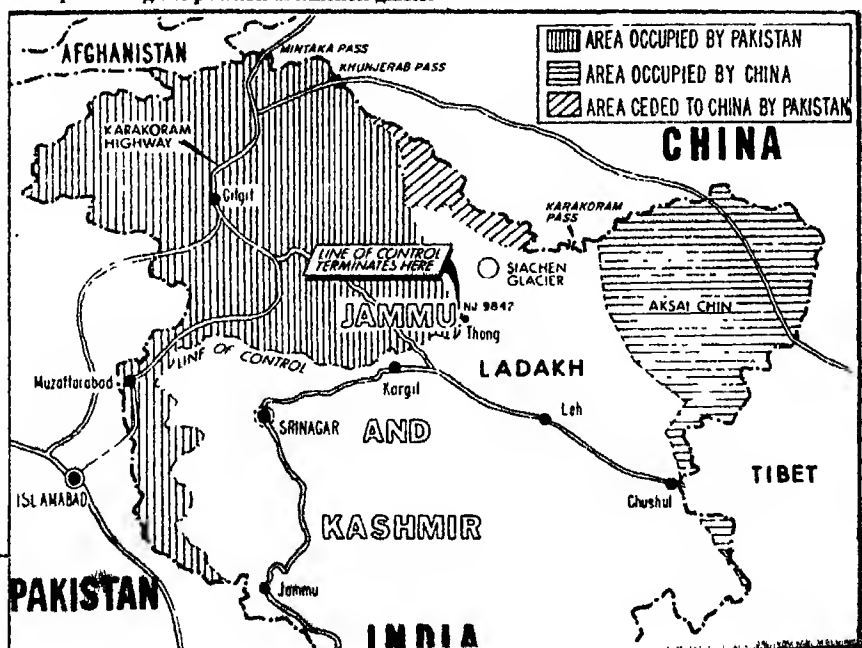 AFGHANISTAN
MINTAKA PASS
KHUNJERAB PASS
AREA OCCUPIED BY PAKISTAN
AREA OCCUPIED BY CHINA
AREA CEDED TO CHINA BY PAKISTAN
CHINA
KARAKORAM
HIGHWAY
Gilgit
KARAKORAM
PASS
LINE OF CONTROL
TERMINATES HERE
SIACHEN
GLACIER
NJ 9842
AKSAI CHIN
JAMMU
Thong
LINE OF CONTROL
LADAKH
Muzaffarabad
Kargil
Leh
SRINAGAR
AND
TIBET
ISLAMABAD
Chushul
KASHMIR
PAKISTAN
Jammu
INDIA